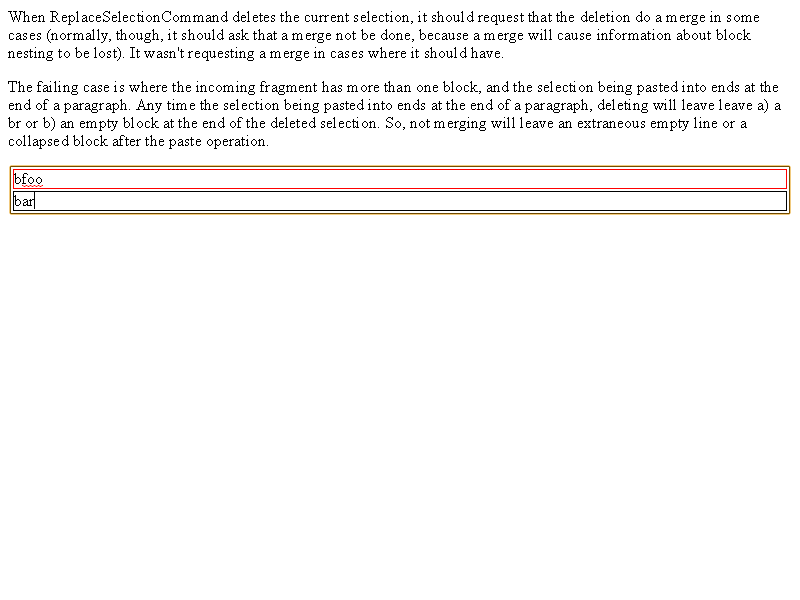 When ReplaceSelectionCommand deletes the current selection, it should request that the deletion do a merge in some
cases (normally, though, it should ask that a merge not be done, because a merge will cause information about block
nesting to be lost). It wasn't requesting a merge in cases where it should have.
The failing case is where the incoming fragment has more than one block, and the selection being pasted into ends at the
end of a paragraph. Any time the selection being pasted into ends at the end of a paragraph, deleting will leave leave a) a
br or b) an empty block at the end of the deleted selection. So, not merging will leave an extraneous empty line or a
collapsed block after the paste operation.
bfoo
bar